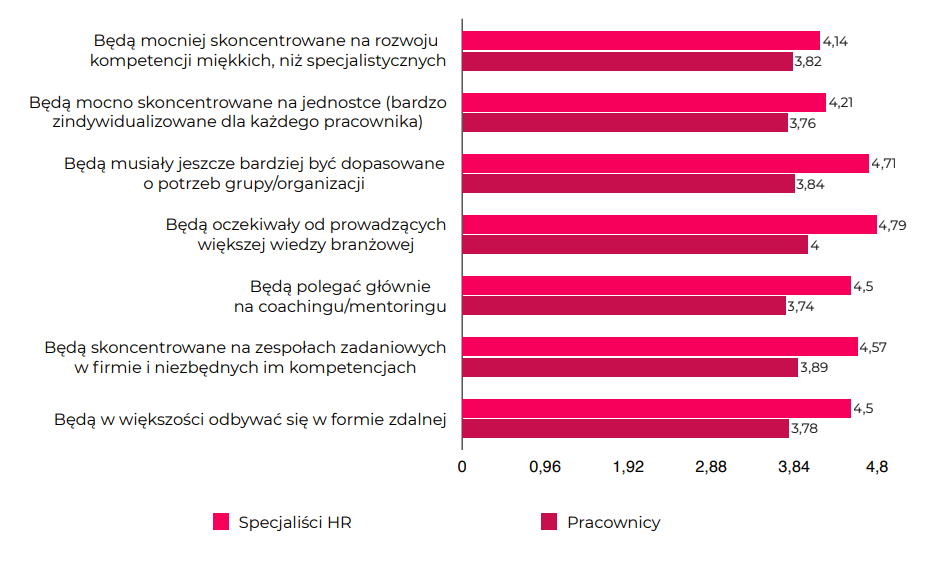 Będą mocniej skoncentrowane na rozwoju
kompetencji miękkich, niż specjalistycznych
4,14
3,82
Będą mocno skoncentrowane na jednostce (bardzo
zindywidualizowane dla każdego pracownika)
4,21
3,76
Będą musiały jeszcze bardziej być dopasowane
o potrzeb grupy/organizacji
4,71
3,84
Będą oczekiwały od prowadzących
większej wiedzy branżowej
4,79
4
Będą polegać głównie
na coachingu/mentoringu
4,5
3,74
Będą skoncentrowane na zespołach zadaniowych
w firmie i niezbędnych im kompetencjach
4,57
3,89
Będą w większości odbywać się w formie zdalnej
4,5
3,78
0 0,96 1,92 2,88 3,84 4,8
Specjaliści HR Pracownicy